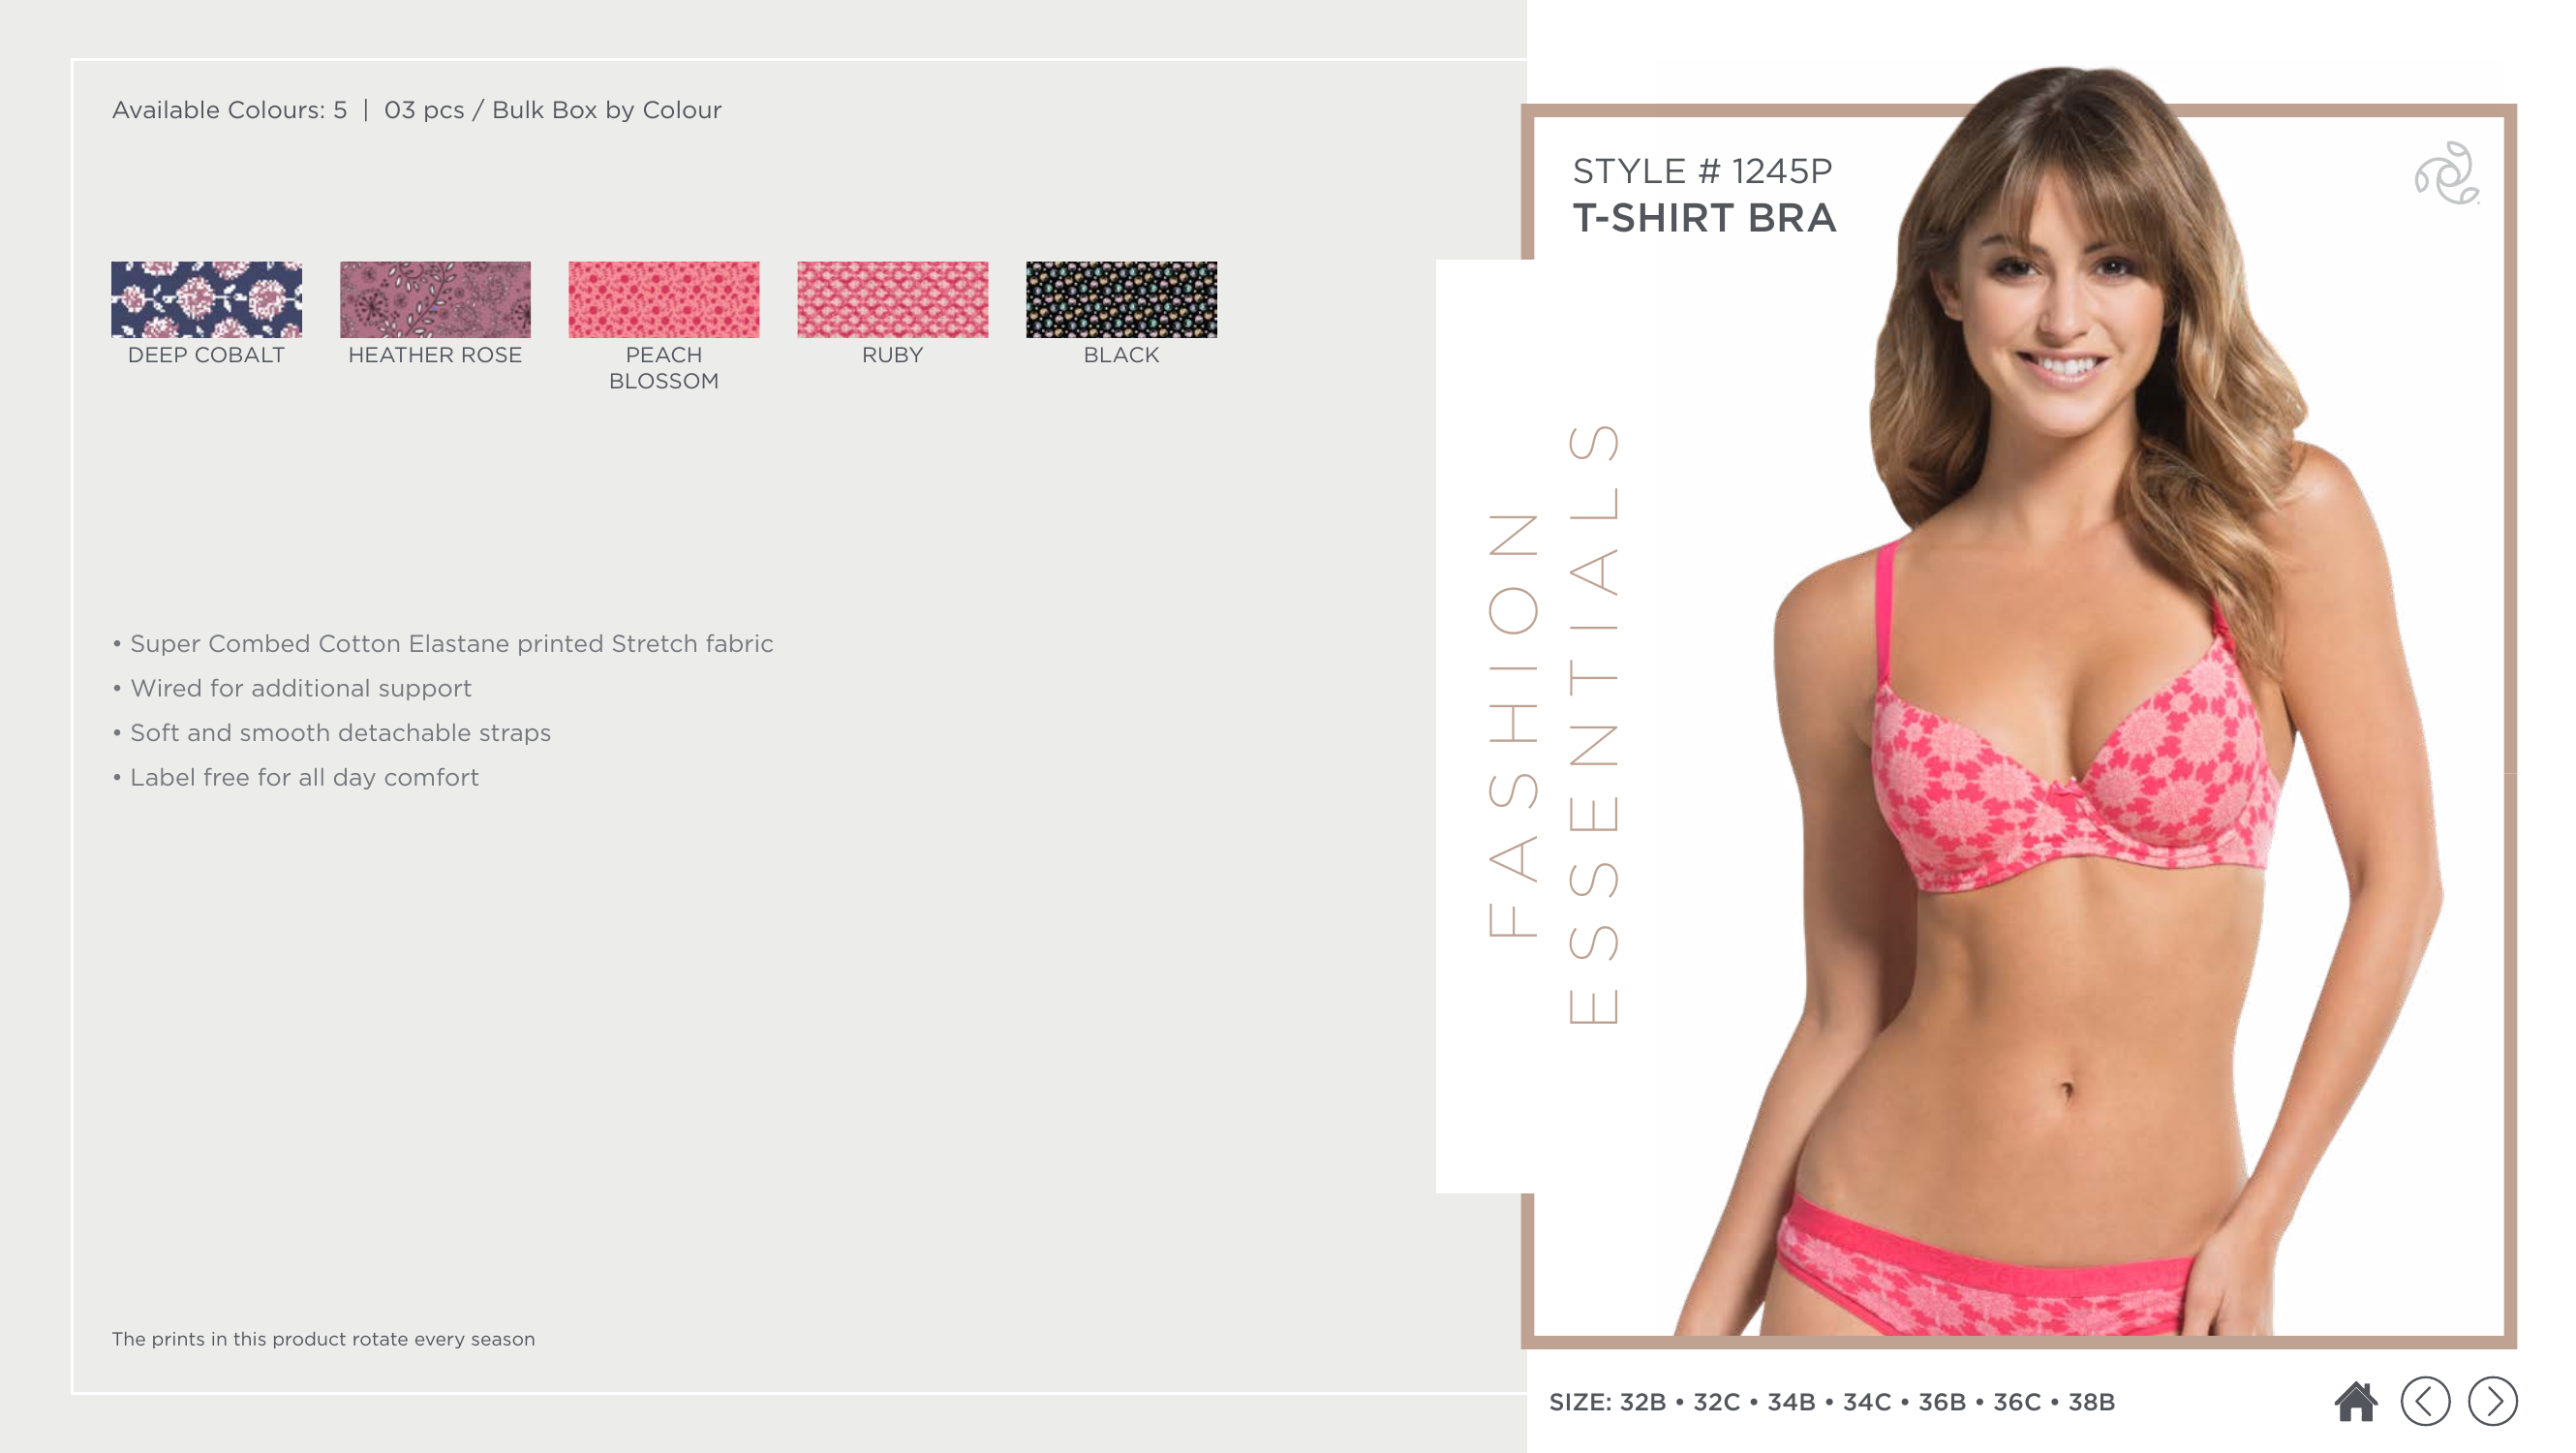 Available Colours: 5 | 03 pcs / Bulk Box by Colour
DEEP COBALT
HEATHER ROSE
PEACH
BLOSSOM
RUBY
BLACK
• Super Combed Cotton Elastane printed Stretch fabric
• Wired for additional support
• Soft and smooth detachable straps
• Label free for all day comfort
The prints in this product rotate every season
STYLE # 1245P
T-SHIRT BRA
FASHION
ESSENTIALS
SIZE: 32B • 32C • 34B • 34C • 36B • 36C • 38B